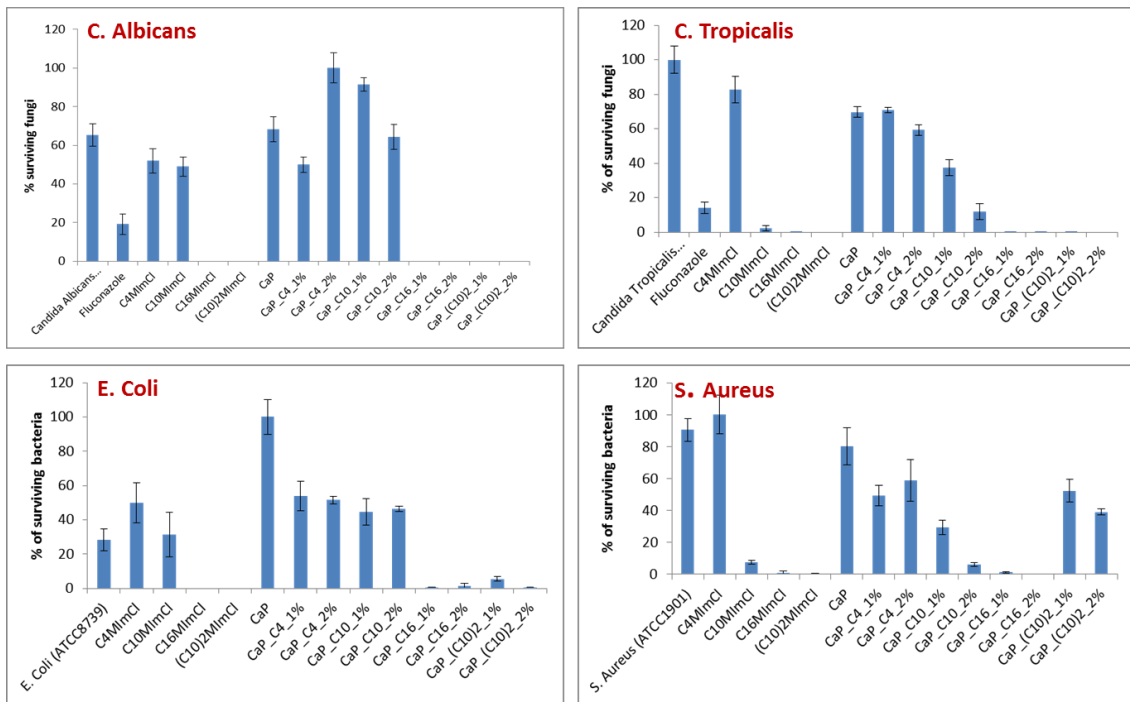 C. Albicans
% surviving fungi
120
100
80
60
40
20
0
Candida Albicans...
Fluconazole
C4MImCl
C10MImCl
C16MImCl
(C10)2MImCl
CaP
CaP_C4_1%
CaP_C4_2%
CaP_C10_1%
CaP_C10_2%
CaP_C16_1%
CaP_C16_2%
CaP_(C10)2_1%
CaP_(C10)2_2%
C. Tropicalis
% of surviving fungi
120
100
80
60
40
20
0
Candida Tropicalis...
Fluconazole
C4MImCl
C10MImCl
C16MImCl
(C10)2MImCl
CaP
CaP_C4_1%
CaP_C4_2%
CaP_C10_1%
CaP_C10_2%
CaP_C16_1%
CaP_C16_2%
CaP_(C10)2_1%
CaP_(C10)2_2%
E. Coli
% of surviving bacteria
120
100
80
60
40
20
0
E. Coli (ATCC8739)
C4MImCl
C10MImCl
C16MImCl
(C10)2MImCl
CaP
CaP_C4_1%
CaP_C4_2%
CaP_C10_1%
CaP_C10_2%
CaP_C16_1%
CaP_C16_2%
CaP_(C10)2_1%
CaP_(C10)2_2%
S. Aureus
% of surviving bacteria
120
100
80
60
40
20
0
S. Aureus (ATCC1901)
C4MImCl
C10MImCl
C16MImCl
(C10)2MImCl
CaP
CaP_C4_1%
CaP_C4_2%
CaP_C10_1%
CaP_C10_2%
CaP_C16_1%
CaP_C16_2%
CaP_(C10)2_1%
CaP_(C10)2_2%